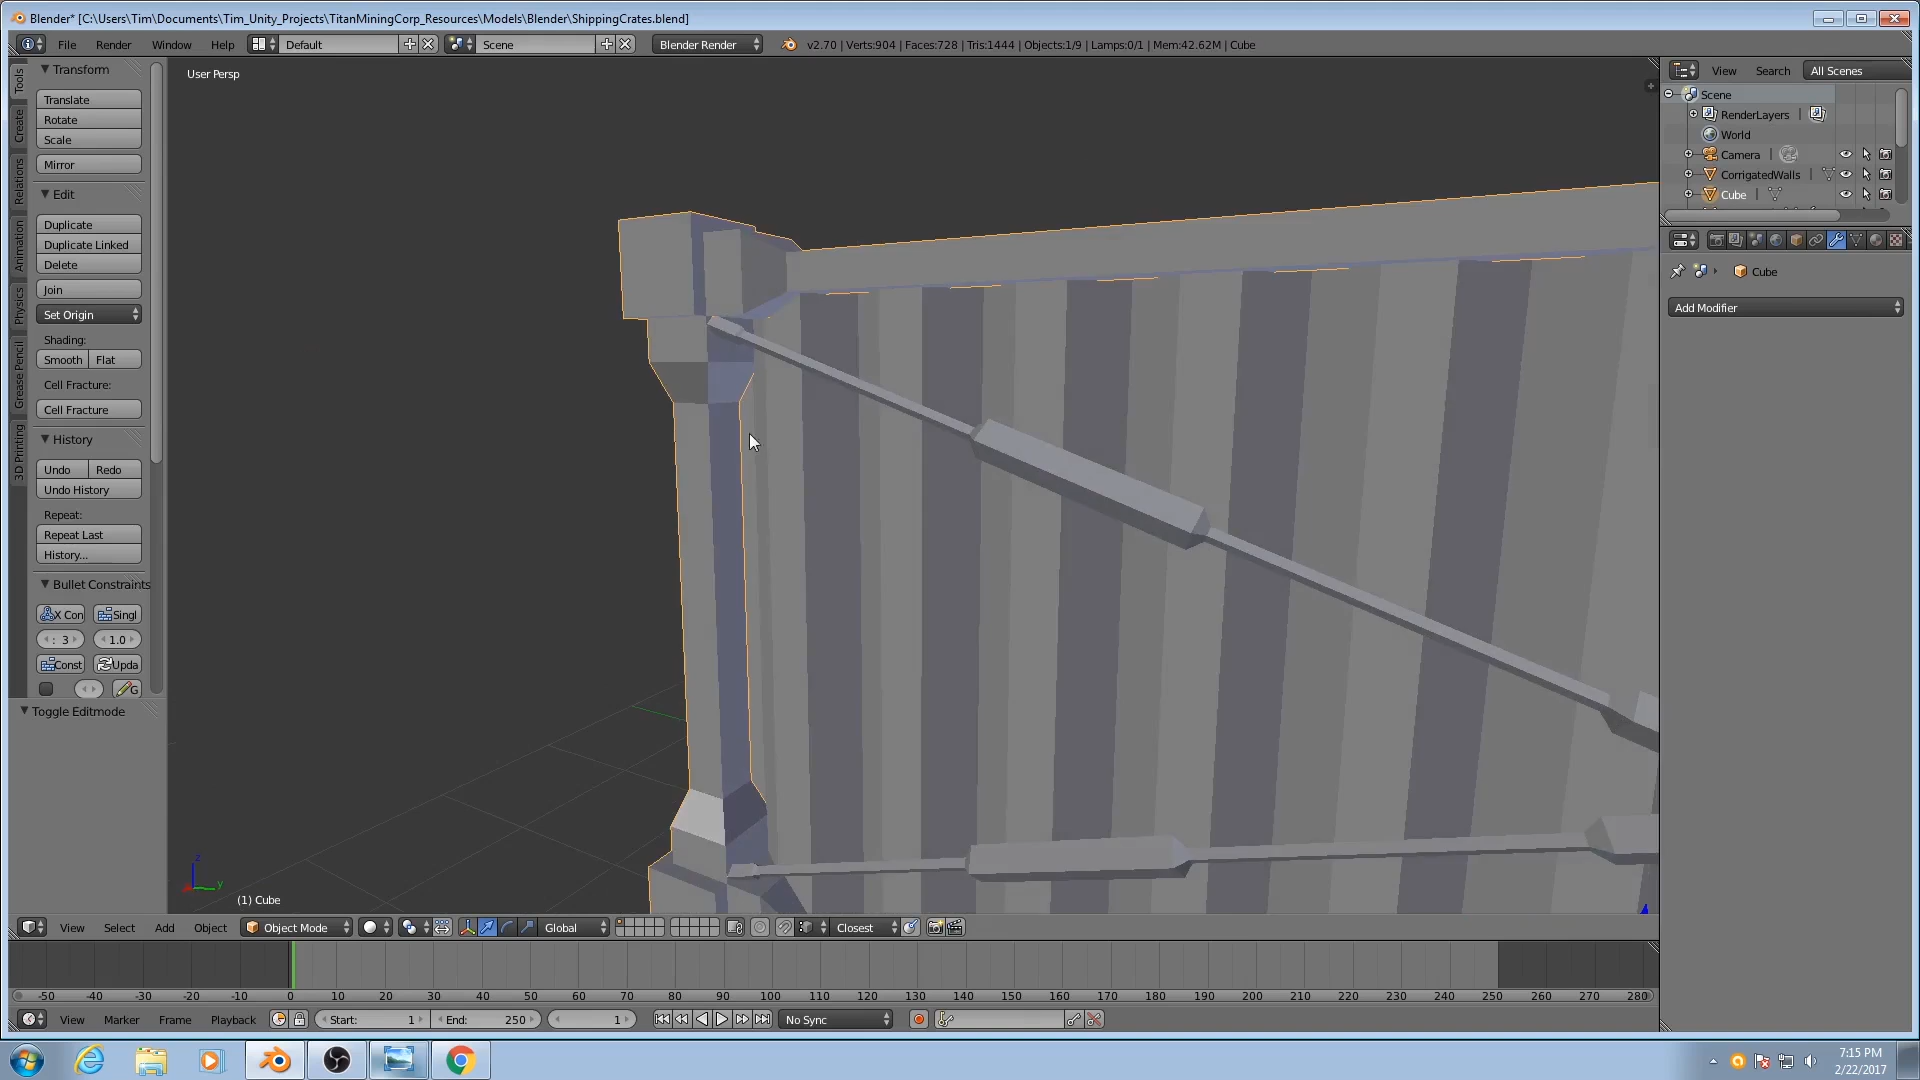 Blender* [C:\Users\Tim\Documents\Tim_Unity_Projects\TitanMiningCorp_Resources\Models\Blender\ShippingCrates.blend]
File Render Window Help Default Scene Blender Render v2.70 | Verts:904 | Faces:728 | Tris:1444 | Objects:1/9 | Lamps:0/1 | Mem:42.62M | Cube
Tools
Create
Relations
Animation
Physics
Grease Pencil
3D Printing
Transform
Translate
Rotate
Scale
Mirror
Edit
Duplicate
Duplicate Linked
Delete
Join
Set Origin
Shading:
Smooth Flat
Cell Fracture:
Cell Fracture
History
Undo Redo
Undo History
Repeat:
Repeat Last
History...
Bullet Constraints
X Con Singl
: 3 1.0
Const Upda
G
Toggle Editmode
User Persp
z
y
(1) Cube
View Search All Scenes
Scene
RenderLayers
World
Camera
CorrigatedWalls
Cube
Cube
Add Modifier
View Select Add Object Object Mode Global Closest
-50 -40 -30 -20 -10 0 10 20 30 40 50 60 70 80 90 100 110 120 130 140 150 160 170 180 190 200 210 220 230 240 250 260 270 280
View Marker Frame Playback Start: 1 End: 250 1 No Sync
7:15 PM
2/22/2017